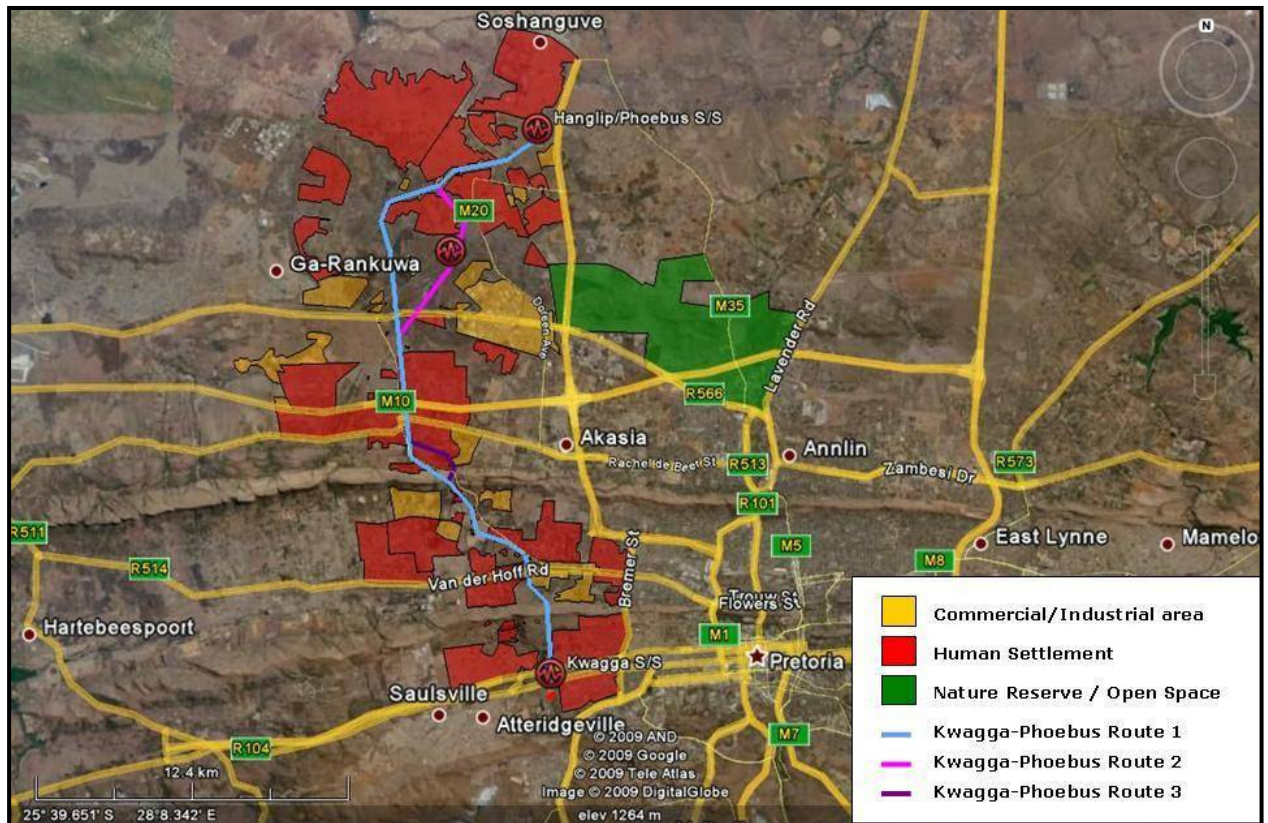 Soshanguve
N
Hanglip/Phoebus S/S
M20
Ga-Rankuwa
Doreen Ave
M35
Lavender Rd
R566
M10
Akasia
Rachel de Beer St
R513
Annlin
Zambesi Dr
R573
R101
R511
M5
East Lynne
Mamelo
M8
R514
Van der Hoff Rd
Bremer St
Trouw St
Flowers St
Hartebeespoort
M1
Pretoria
Kwagga S/S
Saulsville
Atteridgeville
R104
M7
12.4 km
© 2009 AND
© 2009 Google
© 2009 Tele Atlas
Image © 2009 DigitalGlobe
25° 39.651' S 28°8.342' E
elev 1264 m
Commercial/Industrial area
Human Settlement
Nature Reserve / Open Space
Kwagga-Phoebus Route 1
Kwagga-Phoebus Route 2
Kwagga-Phoebus Route 3